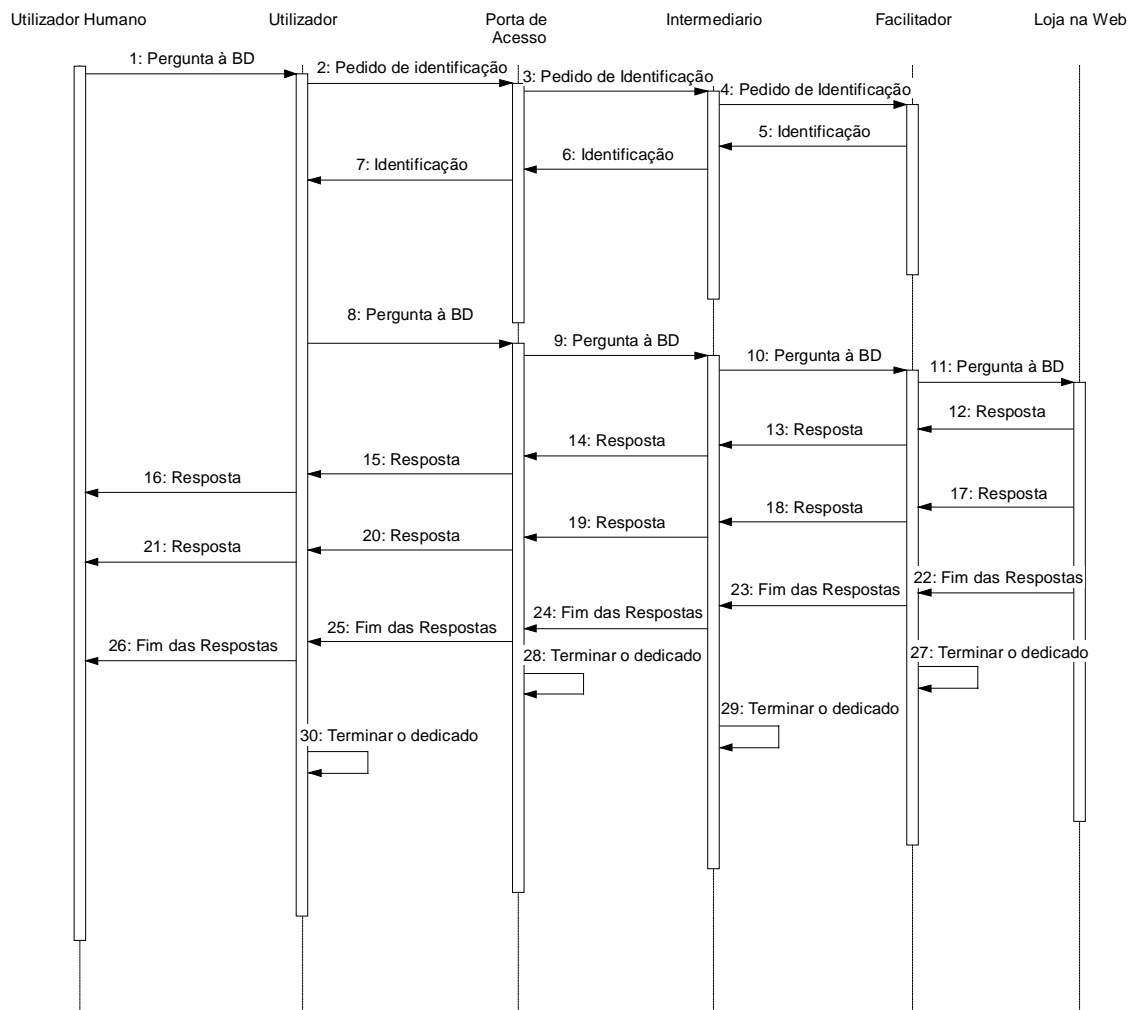 Utilizador Humano
Utilizador
Porta de
Acesso
Intermediario
Facilitador
Loja na Web
1: Pergunta à BD
2: Pedido de identificação
3: Pedido de Identificação
4: Pedido de Identificação
5: Identificação
6: Identificação
7: Identificação
8: Pergunta à BD
9: Pergunta à BD
10: Pergunta à BD
11: Pergunta à BD
12: Resposta
13: Resposta
14: Resposta
15: Resposta
16: Resposta
17: Resposta
18: Resposta
19: Resposta
20: Resposta
21: Resposta
22: Fim das Respostas
23: Fim das Respostas
24: Fim das Respostas
25: Fim das Respostas
26: Fim das Respostas
27: Terminar o dedicado
28: Terminar o dedicado
29: Terminar o dedicado
30: Terminar o dedicado